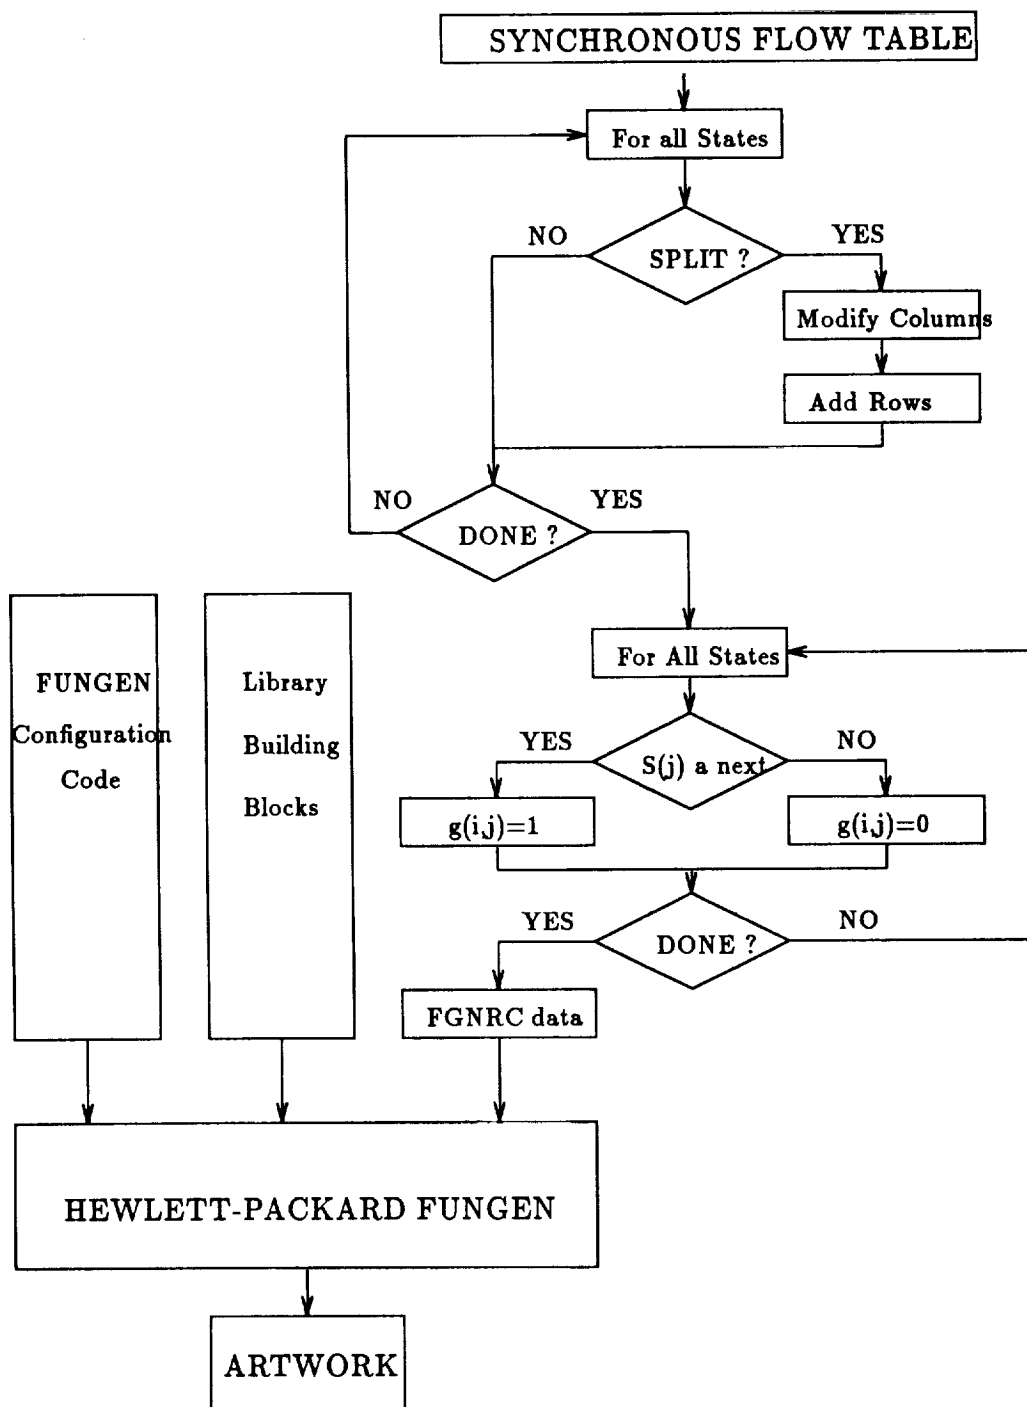 SYNCHRONOUS FLOW TABLE
For all States
NO
YES
SPLIT ?
Modify Columns
Add Rows
NO
YES
DONE ?
For All States
FUNGEN
Configuration
Code
Library
Building
Blocks
YES
NO
S(j) a next
g(i,j)=1
g(i,j)=0
YES
NO
DONE ?
FGNRC data
HEWLETT-PACKARD FUNGEN
ARTWORK